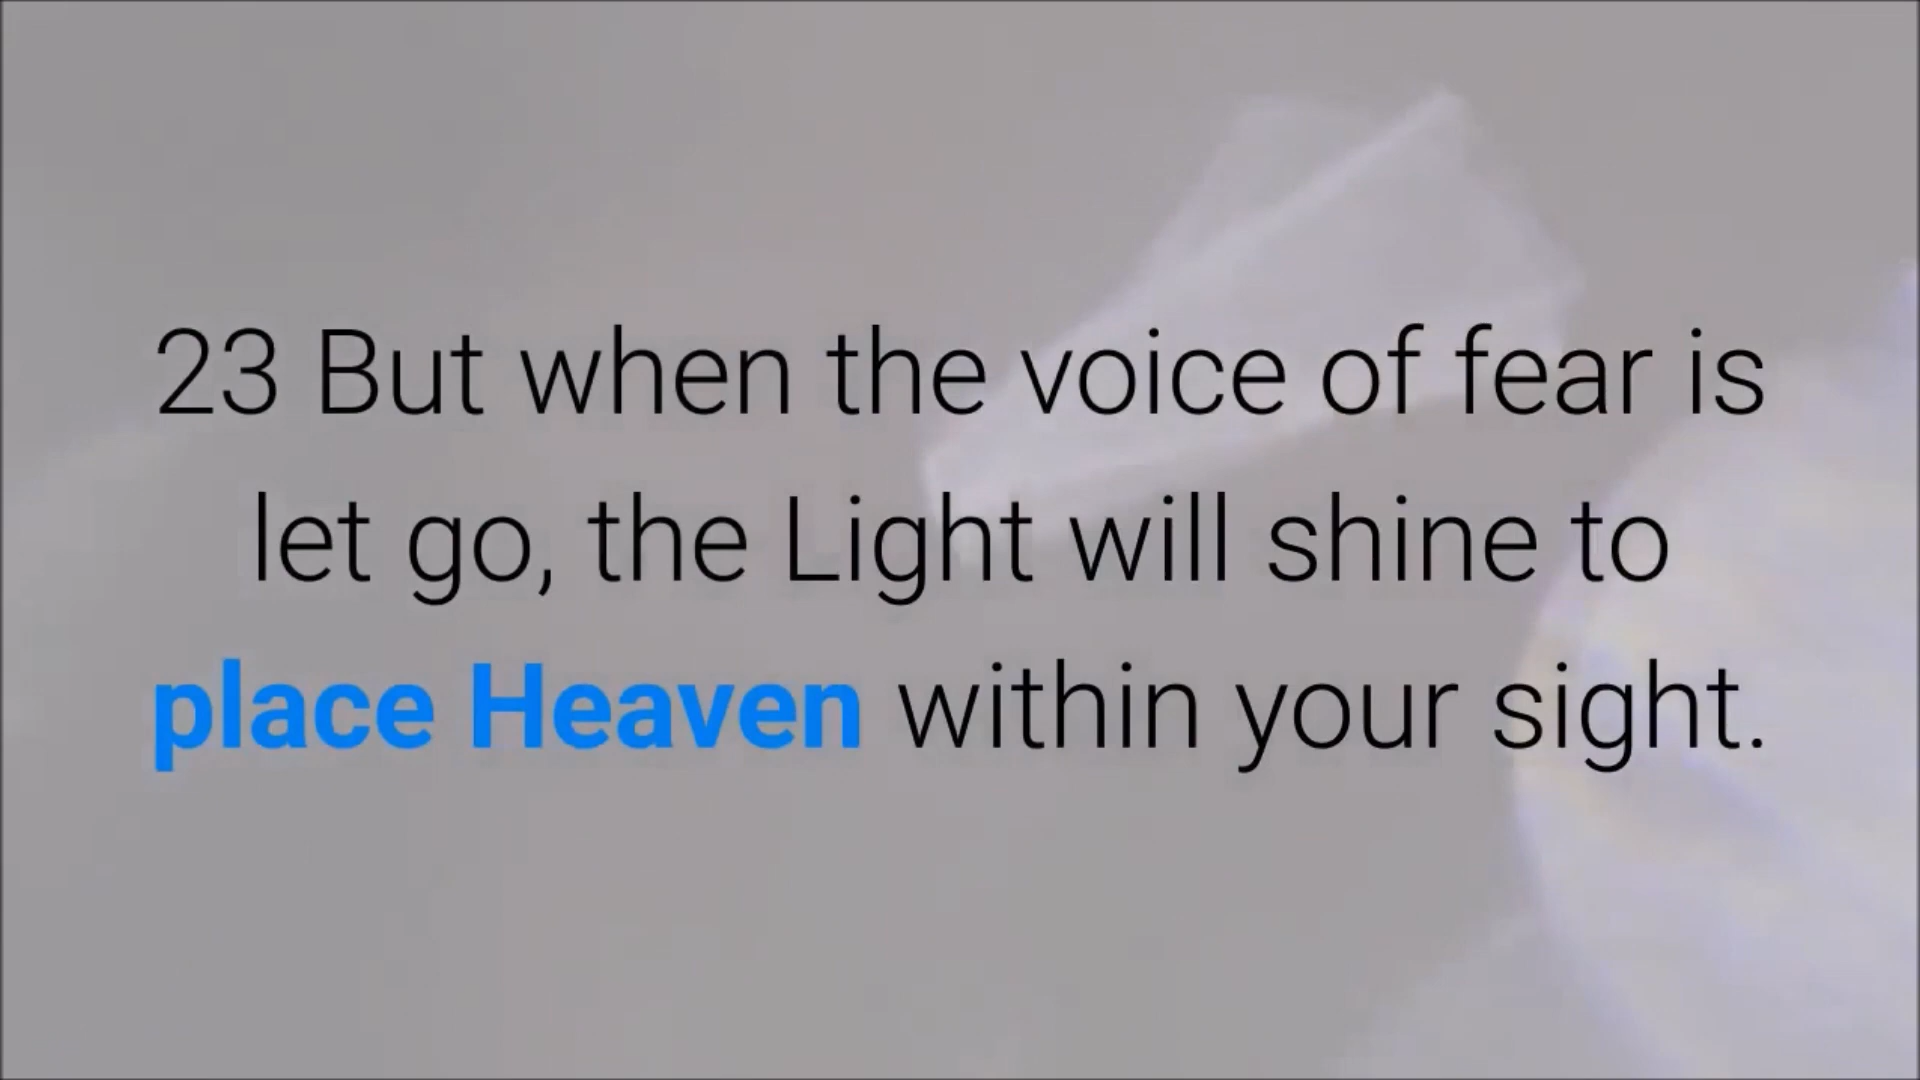 23 But when the voice of fear is
let go, the Light will shine to
place Heaven within your sight.